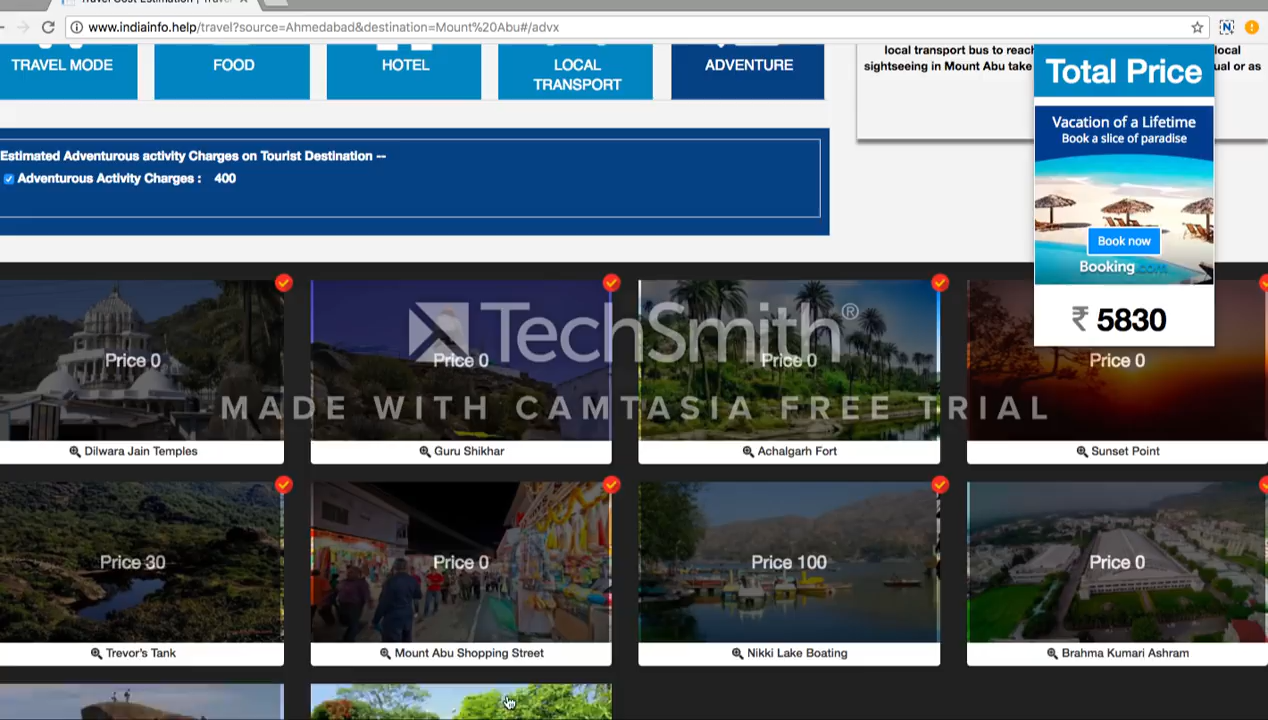 Travel Cost Estimation | Trave
www.indiainfo.help/travel?source=Ahmedabad&destination=Mount%20Abu#/advx
TRAVEL MODE
FOOD
HOTEL
LOCAL
TRANSPORT
ADVENTURE
local transport bus to reach
local
sightseeing in Mount Abu take
ual or as
Total Price
Vacation of a Lifetime
Book a slice of paradise
Book now
Booking.com
₹ 5830
Estimated Adventurous activity Charges on Tourist Destination --
Adventurous Activity Charges : 400
TechSmith®
MADE WITH CAMTASIA FREE TRIAL
Price 0
Price 0
Price 0
Price 0
Dilwara Jain Temples
Guru Shikhar
Achalgarh Fort
Sunset Point
Price 30
Price 0
Price 100
Price 0
Trevor's Tank
Mount Abu Shopping Street
Nikki Lake Boating
Brahma Kumari Ashram